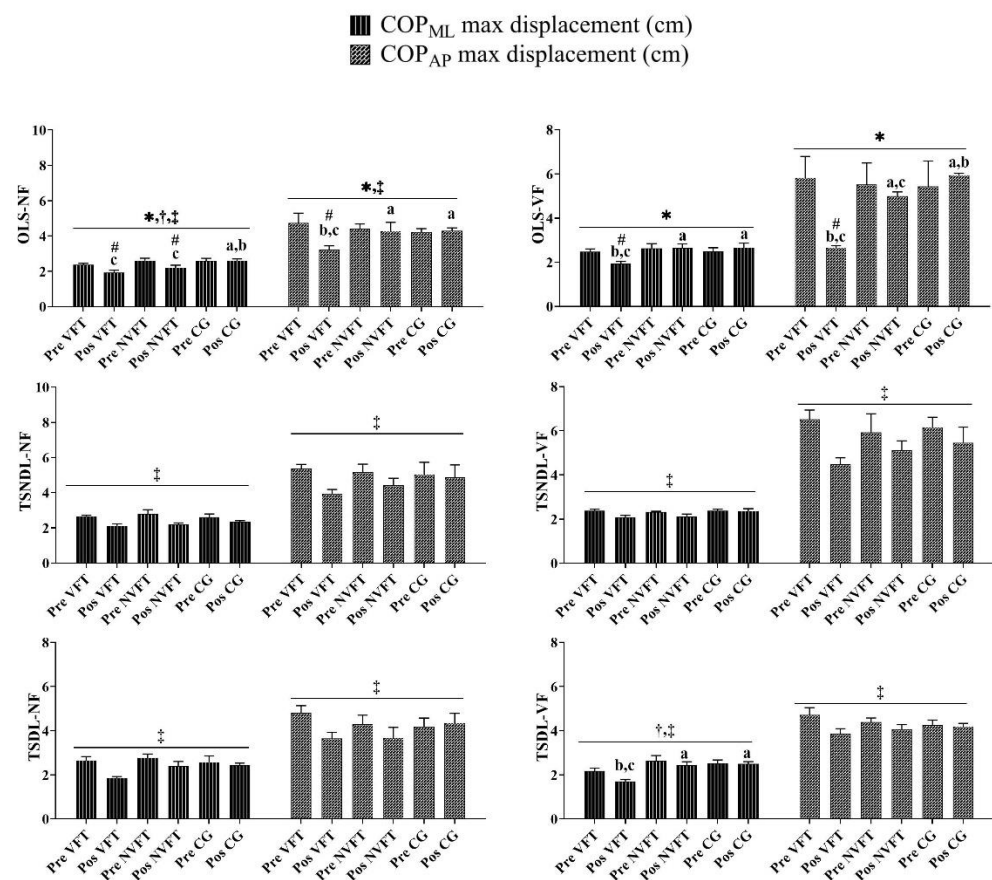 COPML max displacement (cm)
COPAP max displacement (cm)
OLS-NF
10
8
6
4
2
0
*,†,‡
# c
# c
a,b
*,‡
# b,c
a
a
Pre VFT Pos VFT Pre NVFT Pos NVFT Pre CG Pos CG
Pre VFT Pos VFT Pre NVFT Pos NVFT Pre CG Pos CG
OLS-VF
8
6
4
2
0
*
# b,c
a
a
*
# b,c
a,c
a,b
Pre VFT Pos VFT Pre NVFT Pos NVFT Pre CG Pos CG
Pre VFT Pos VFT Pre NVFT Pos NVFT Pre CG Pos CG
TSNDL-NF
10
8
6
4
2
0
‡
‡
Pre VFT Pos VFT Pre NVFT Pos NVFT Pre CG Pos CG
Pre VFT Pos VFT Pre NVFT Pos NVFT Pre CG Pos CG
TSNDL-VF
8
6
4
2
0
‡
‡
Pre VFT Pos VFT Pre NVFT Pos NVFT Pre CG Pos CG
Pre VFT Pos VFT Pre NVFT Pos NVFT Pre CG Pos CG
TSDL-NF
8
6
4
2
0
‡
‡
Pre VFT Pos VFT Pre NVFT Pos NVFT Pre CG Pos CG
Pre VFT Pos VFT Pre NVFT Pos NVFT Pre CG Pos CG
TSDL-VF
8
6
4
2
0
†,‡
b,c
a
a
‡
Pre VFT Pos VFT Pre NVFT Pos NVFT Pre CG Pos CG
Pre VFT Pos VFT Pre NVFT Pos NVFT Pre CG Pos CG